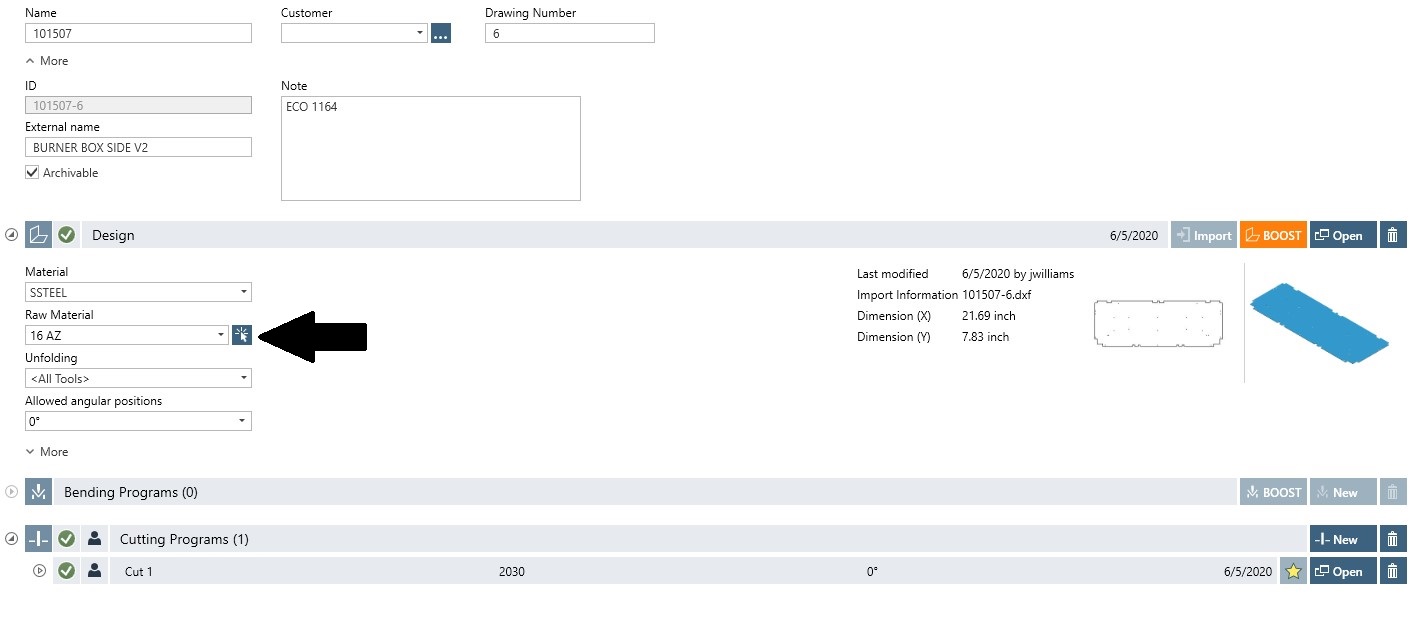 Name
Customer
Drawing Number
101507
...
6
More
ID
Note
101507-6
ECO 1164
External name
BURNER BOX SIDE V2
Archivable
Design
6/5/2020
Import
BOOST
Open
Material
SSTEEL
Raw Material
16 AZ
Unfolding
<All Tools>
Allowed angular positions
0°
More
Last modified 6/5/2020 by jwilliams
Import Information 101507-6.dxf
Dimension (X) 21.69 inch
Dimension (Y) 7.83 inch
Bending Programs (0)
BOOST
New
Cutting Programs (1)
New
Cut 1
2030
0°
6/5/2020
Open